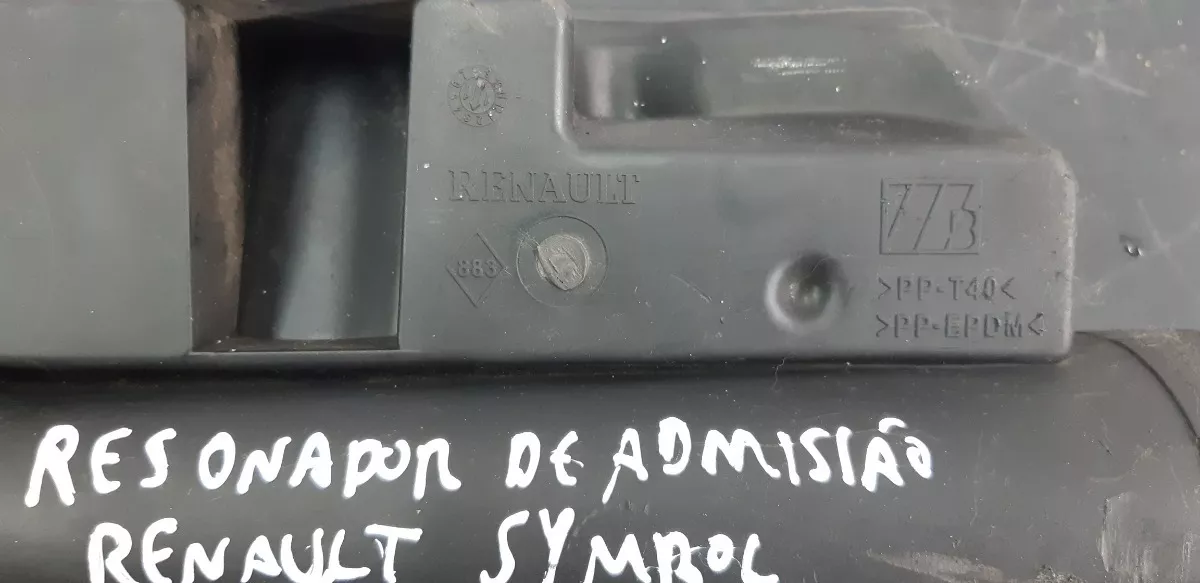 RENAULT
883
>PP-T40<
>PP-EPDM<
RESONADOR DE ADMISIÃO
RENAULT SYMBOL